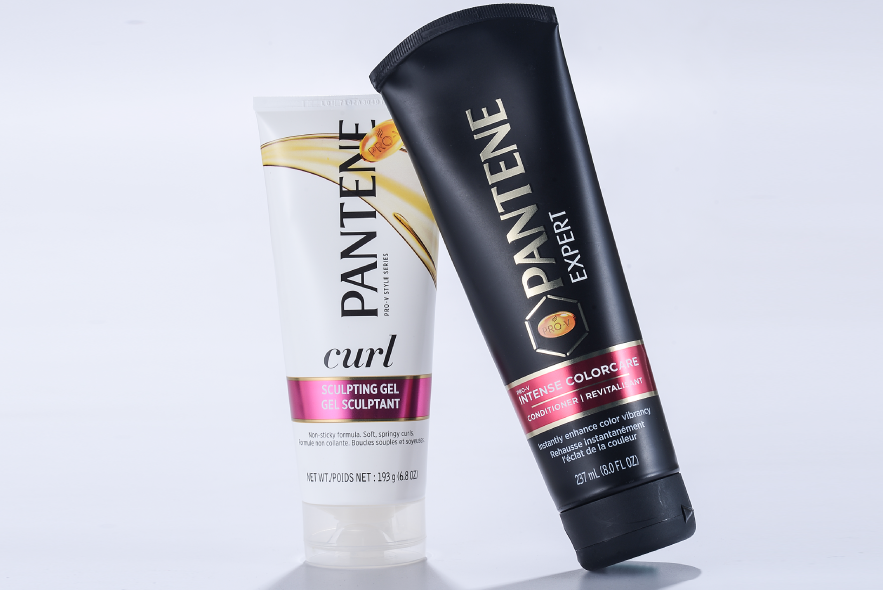 PANTENE
PRO-V
PRO-V STYLE SERIES
curl
SCULPTING GEL
GEL SCULPTANT
Non-sticky formula. Soft, springy curls
Formule non collante. Boucles souples et soyeuses
NET WT./POIDS NET : 193 g (6.8 OZ)
PANTENE
EXPERT
PRO-V
PRO-V
INTENSE COLORCARE
CONDITIONER | REVITALISANT
Instantly enhance color vibrancy
Rehausse instantanément
l'éclat de la couleur
237 mL (8.0 FL OZ)